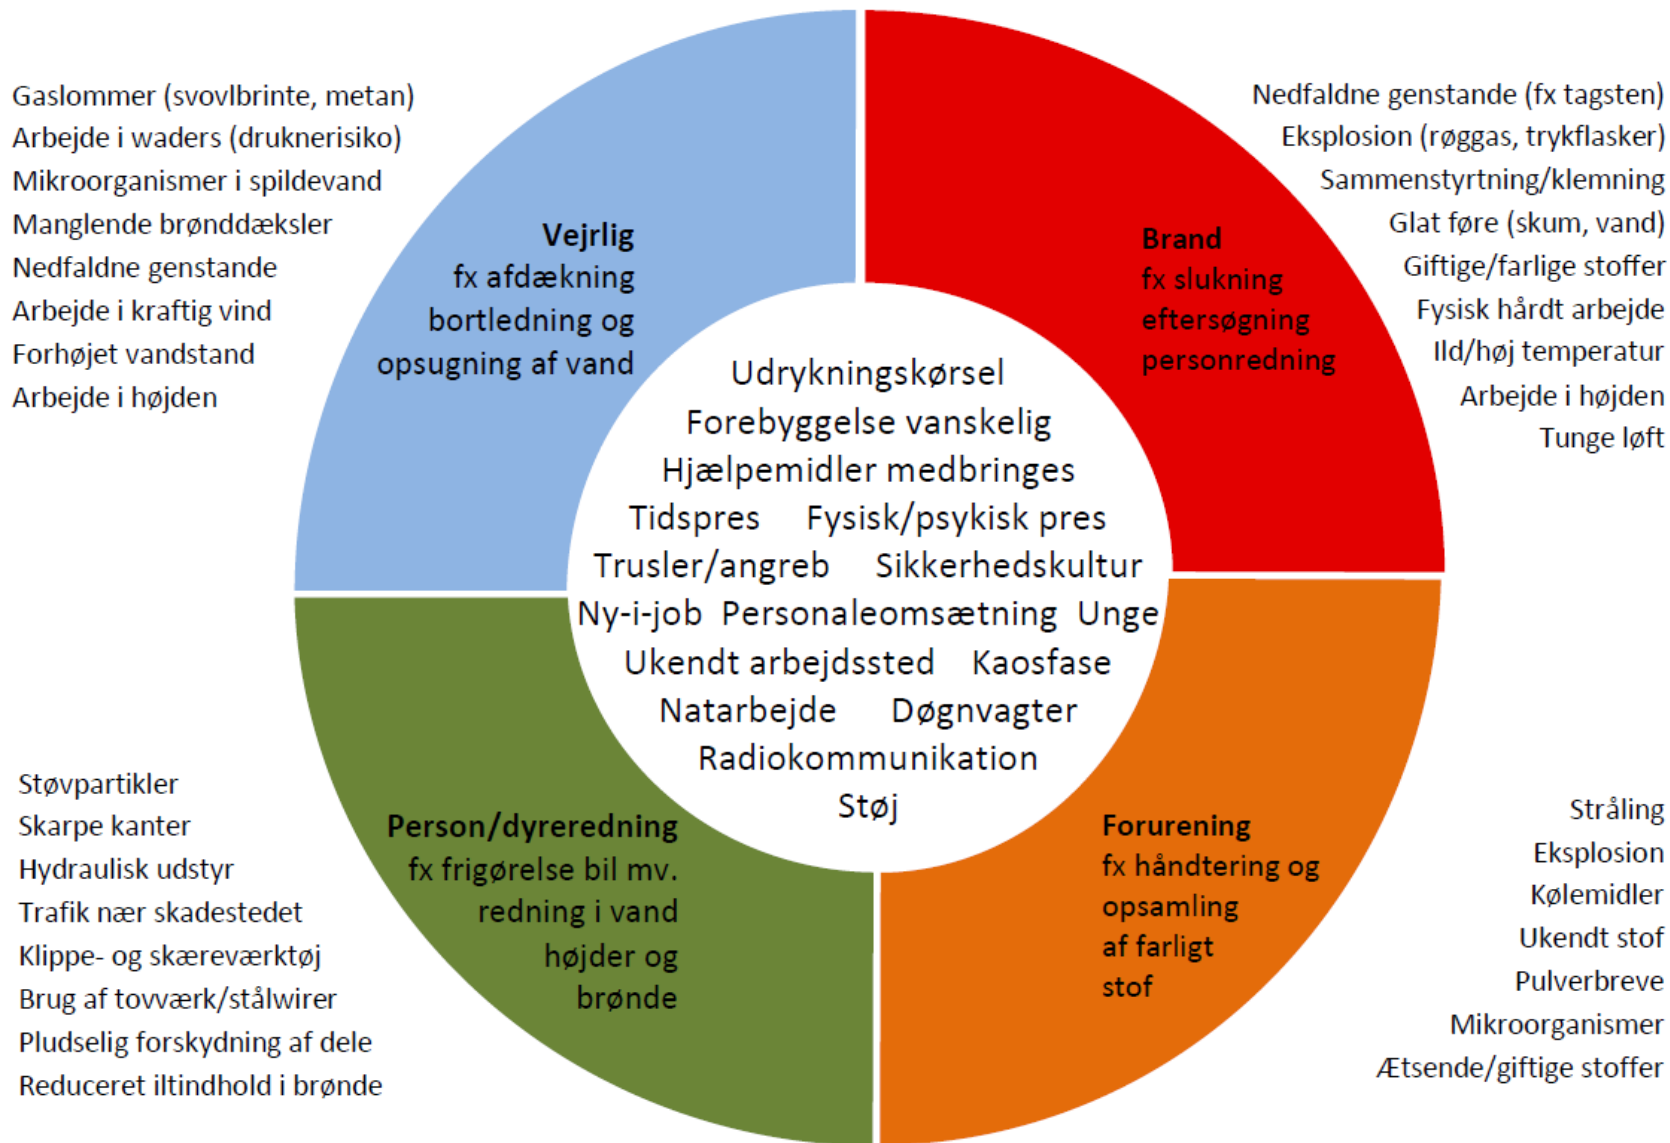 Gaslommer (svovlbrinte, metan)
Arbejde i waders (druknerisiko)
Mikroorganismer i spildevand
Manglende brønddæksler
Nedfaldne genstande
Arbejde i kraftig vind
Forhøjet vandstand
Arbejde i højden
Vejrlig
fx afdækning
bortledning og
opsugning af vand
Brand
fx slukning
eftersøgning
personredning
Nedfaldne genstande (fx tagsten)
Eksplosion (røggas, trykflasker)
Sammenstyrtning/klemning
Glat føre (skum, vand)
Giftige/farlige stoffer
Fysisk hårdt arbejde
Ild/høj temperatur
Arbejde i højden
Tunge løft
Udrykningskørsel
Forebyggelse vanskelig
Hjælpemidler medbringes
Tidspres Fysisk/psykisk pres
Trusler/angreb Sikkerhedskultur
Ny-i-job Personaleomsætning Unge
Ukendt arbejdssted Kaosfase
Natarbejde Døgnvagter
Radiokommunikation
Støj
Støvpartikler
Skarpe kanter
Hydraulisk udstyr
Trafik nær skadestedet
Klippe- og skæreværktøj
Brug af tovværk/stålwirer
Pludselig forskydning af dele
Reduceret iltindhold i brønde
Person/dyreredning
fx frigørelse bil mv.
redning i vand
højder og
brønde
Forurening
fx håndtering og
opsamling
af farligt
stof
Stråling
Eksplosion
Kølemidler
Ukendt stof
Pulverbreve
Mikroorganismer
Ætsende/giftige stoffer